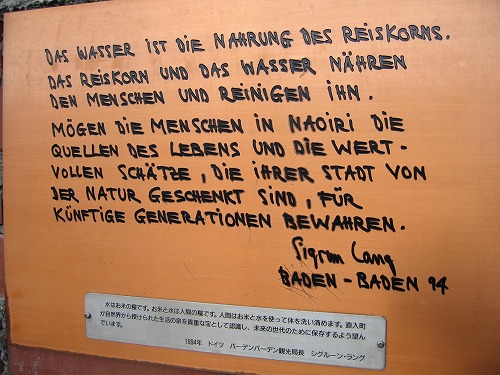 DAS WASSER IST DIE NAHRUNG DES REISKORNS.
DAS REISKORN UND DAS WASSER NÄHREN
DEN MENSCHEN UND REINIGEN IHN.
MÖGEN DIE MENSCHEN IN NAOIRI DIE
QUELLEN DES LEBENS UND DIE WERT-
VOLLEN SCHÄTZE, DIE IHRER STADT VON
DER NATUR GESCHENKT SIND, FÜR
KÜNFTIGE GENERATIONEN BEWAHREN.
Sigrun Lang
BADEN-BADEN 94
水はお米の糧です。お米と水は人間の糧です。人間はお米と水を使って体を洗い清めます。直入町
が自然界から授けられた生活の泉を貴重な宝として認識し、未来の世代のために保存するよう望ん
でいます。
1994年 ドイツ バーデンバーデン観光局長 シグルーン・ラング